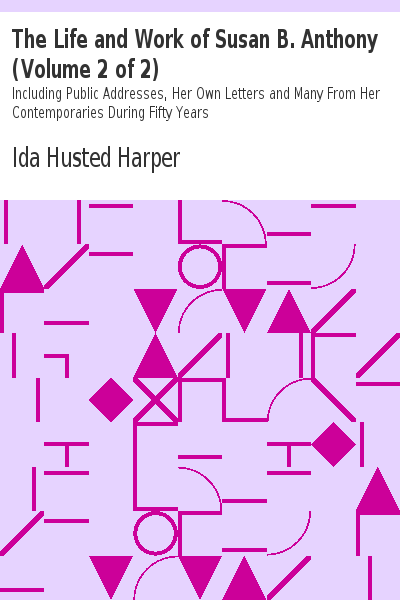 The Life and Work of Susan B. Anthony
(Volume 2 of 2)
Including Public Addresses, Her Own Letters and Many From Her
Contemporaries During Fifty Years
Ida Husted Harper